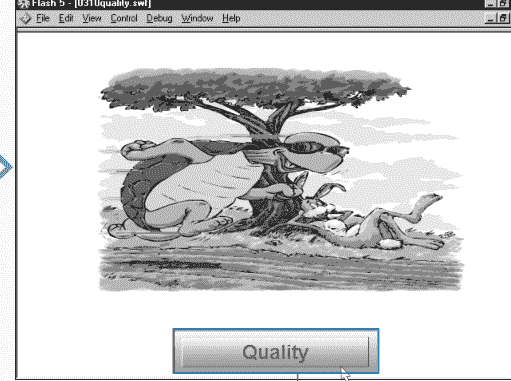 Flash 5 - [0310quality.swf]
File Edit View Control Debug Window Help
Quality